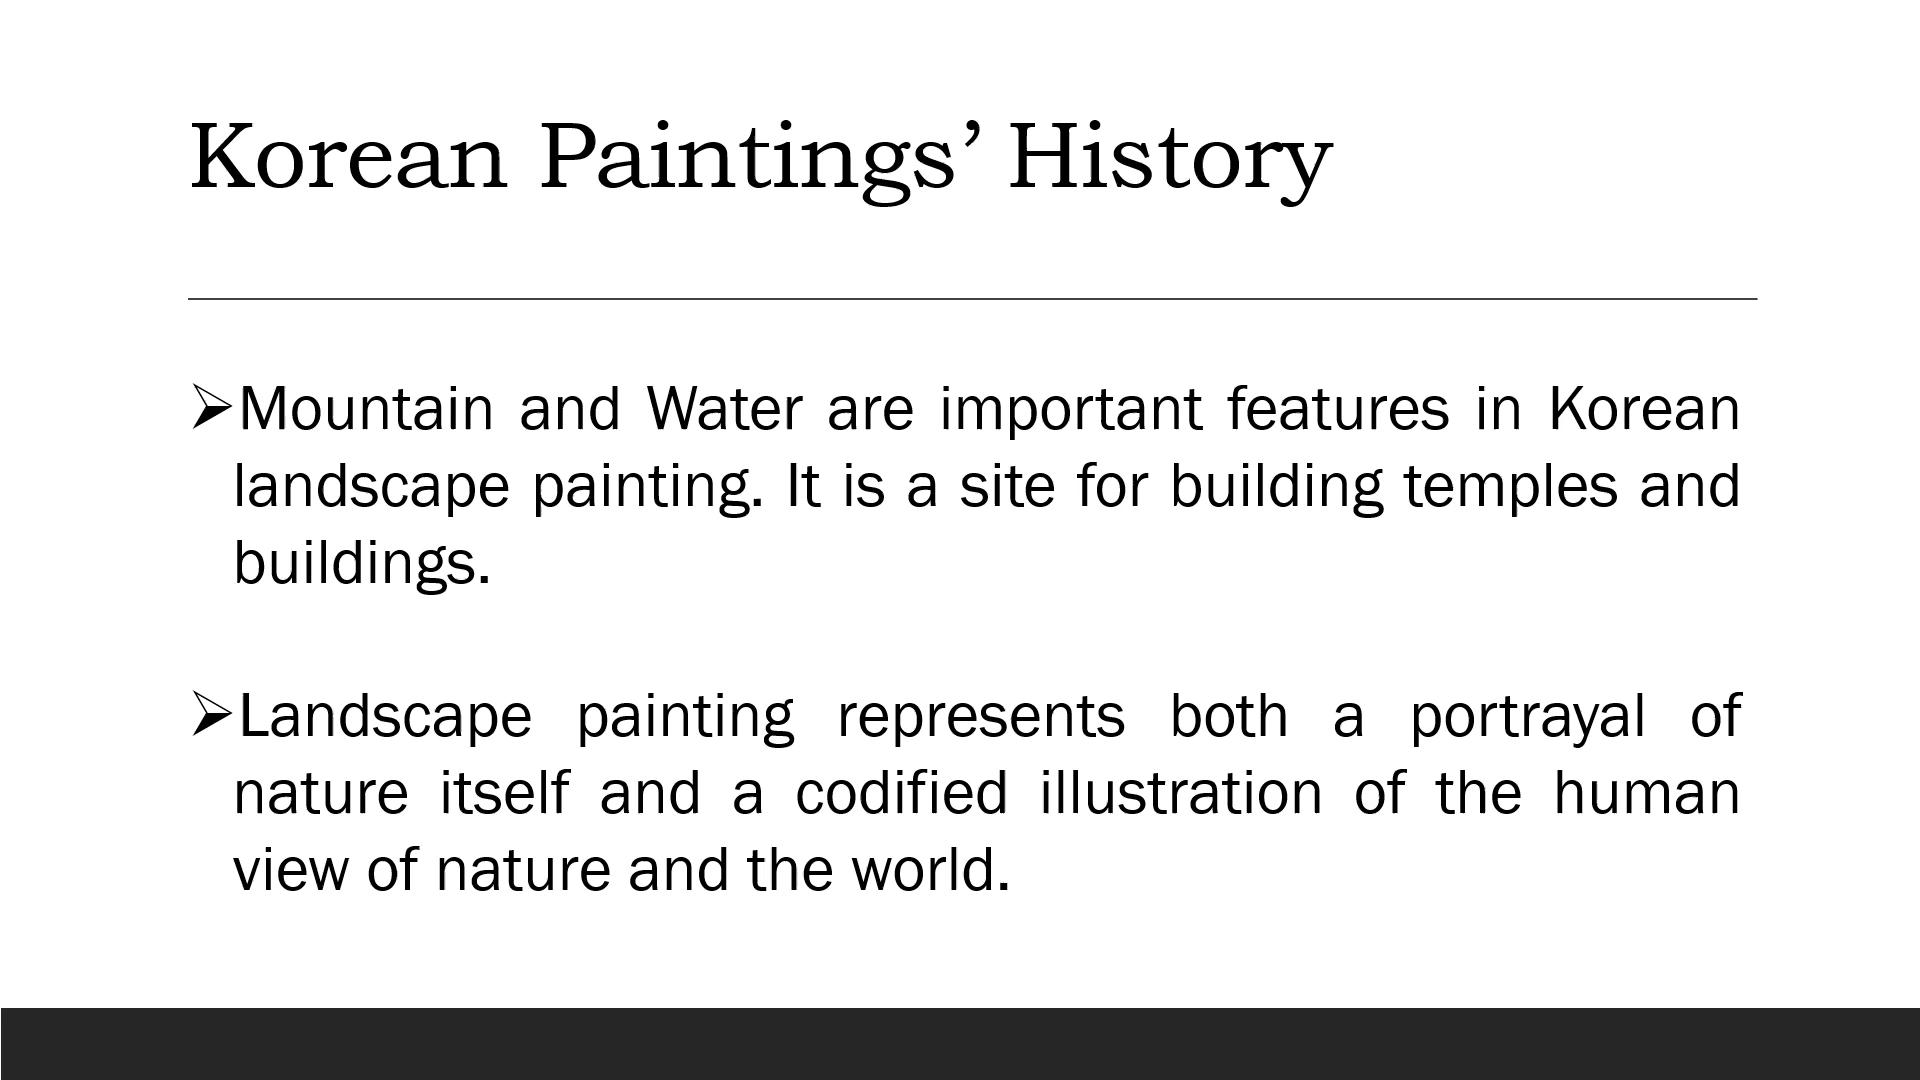 Korean Paintings’ History
➢Mountain and Water are important features in Korean
landscape painting. It is a site for building temples and
buildings.
➢Landscape painting represents both a portrayal of
nature itself and a codified illustration of the human
view of nature and the world.